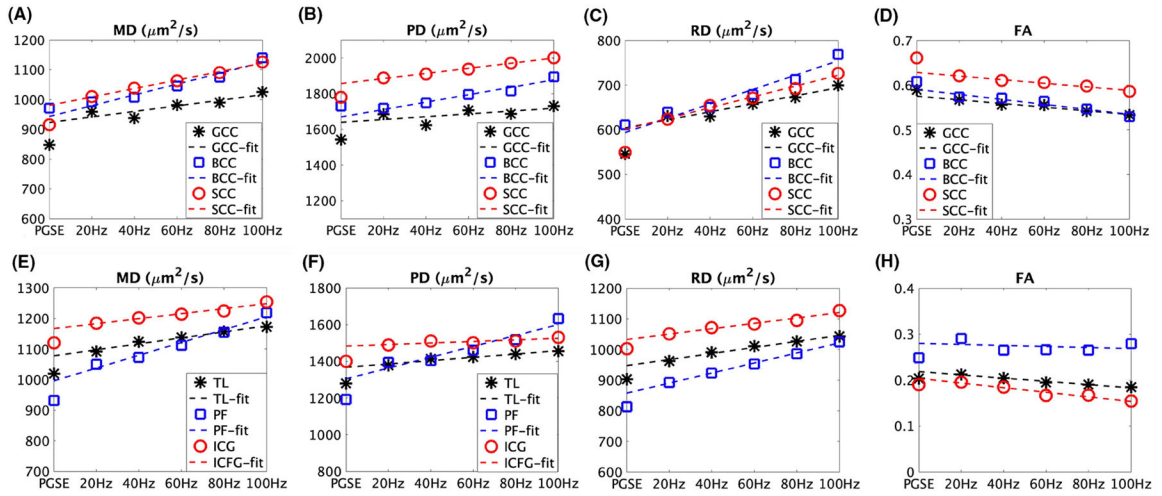 (A)
MD (μm²/s)
1200
1100
1000
900
800
700
600
PGSE 20Hz 40Hz 60Hz 80Hz 100Hz
GCC
GCC-fit
BCC
BCC-fit
SCC
SCC-fit
(B)
PD (μm²/s)
2000
1800
1600
1400
1200
1100
PGSE 20Hz 40Hz 60Hz 80Hz 100Hz
GCC
GCC-fit
BCC
BCC-fit
SCC
SCC-fit
(C)
RD (μm²/s)
800
700
600
500
400
PGSE 20Hz 40Hz 60Hz 80Hz 100Hz
GCC
GCC-fit
BCC
BCC-fit
SCC
SCC-fit
(D)
FA
0.7
0.6
0.5
0.4
0.3
PGSE 20Hz 40Hz 60Hz 80Hz 100Hz
GCC
GCC-fit
BCC
BCC-fit
SCC
SCC-fit
(E)
MD (μm²/s)
1300
1200
1100
1000
900
800
700
PGSE 20Hz 40Hz 60Hz 80Hz 100Hz
TL
TL-fit
PF
PF-fit
ICG
ICFG-fit
(F)
PD (μm²/s)
1800
1600
1400
1200
1000
800
PGSE 20Hz 40Hz 60Hz 80Hz 100Hz
TL
TL-fit
PF
PF-fit
ICG
ICFG-fit
(G)
RD (μm²/s)
1200
1100
1000
900
800
700
600
PGSE 20Hz 40Hz 60Hz 80Hz 100Hz
TL
TL-fit
PF
PF-fit
ICG
ICFG-fit
(H)
FA
0.4
0.3
0.2
0.1
0
PGSE 20Hz 40Hz 60Hz 80Hz 100Hz